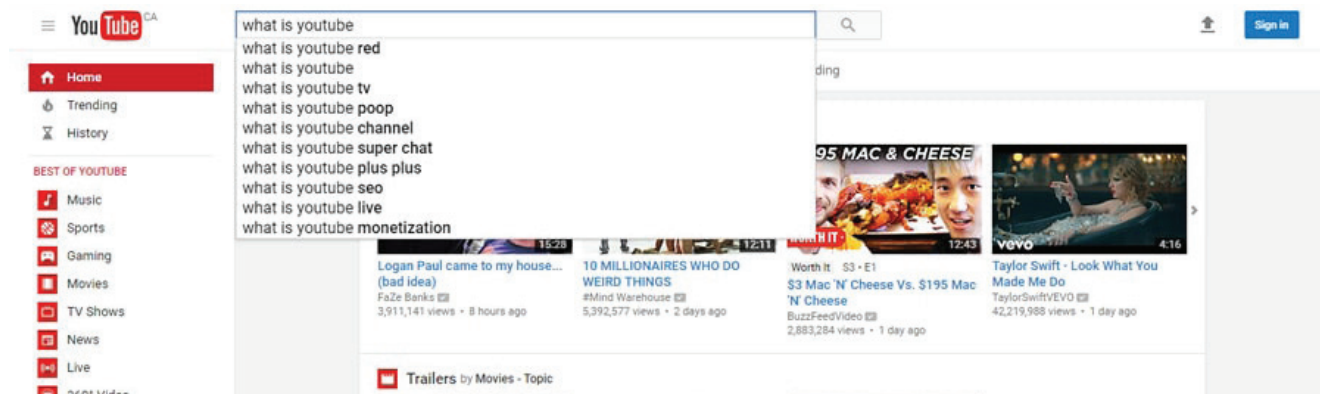 YouTube CA
what is youtube
Sign in
what is youtube red
what is youtube
what is youtube tv
what is youtube poop
what is youtube channel
what is youtube super chat
what is youtube plus plus
what is youtube seo
what is youtube live
what is youtube monetization
Home
Trending
History
BEST OF YOUTUBE
Music
Sports
Gaming
Movies
TV Shows
News
Live
ding
15:28
Logan Paul came to my house...
(bad idea)
FaZe Banks
3,911,141 views • 8 hours ago
12:11
10 MILLIONAIRES WHO DO
WEIRD THINGS
#Mind Warehouse
5,392,577 views • 2 days ago
95 MAC & CHEESE
WORTH IT
12:43
Worth It S3 • E1
$3 Mac 'N' Cheese Vs. $195 Mac
'N' Cheese
BuzzFeedVideo
2,883,284 views • 1 day ago
vevo
4:16
Taylor Swift - Look What You
Made Me Do
TaylorSwiftVEVO
42,219,988 views • 1 day ago
Trailers by Movies - Topic